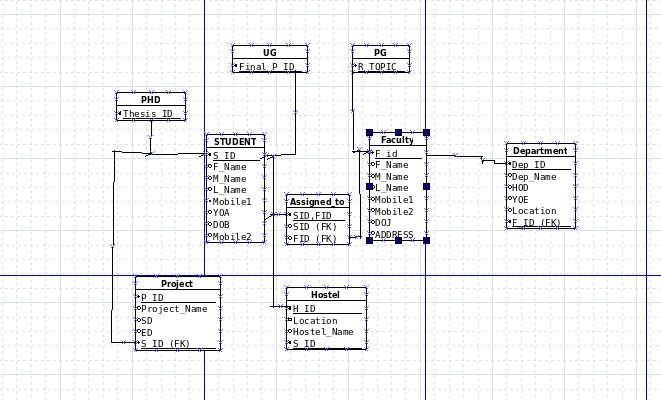 UG
Final_P_ID
PG
R_TOPIC
PHD
Thesis_ID
STUDENT
S_ID
F_Name
M_Name
L_Name
Mobile1
YOA
DOB
Mobile2
Faculty
F_id
F_Name
M_Name
L_Name
Mobile1
Mobile2
DOJ
ADDRESS
Department
Dep_ID
Dep_Name
HOD
YOE
Location
F_ID (FK)
Assigned_to
SID,FID
SID (FK)
FID (FK)
Project
P_ID
Project_Name
SD
ED
S_ID (FK)
Hostel
H_ID
Location
Hostel_Name
S_ID